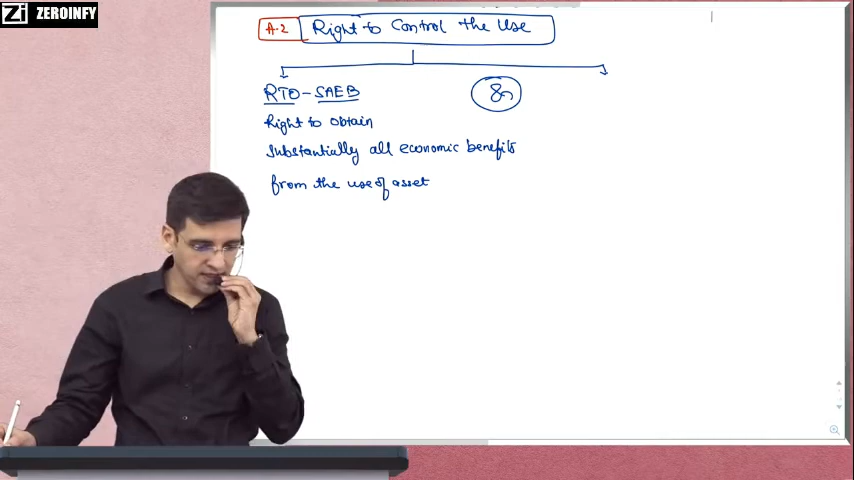 Zi ZEROINFY
A.2 Right to Control the Use
RTO - SAEB
&
Right to obtain
Substantially all economic benefits
from the use of asset